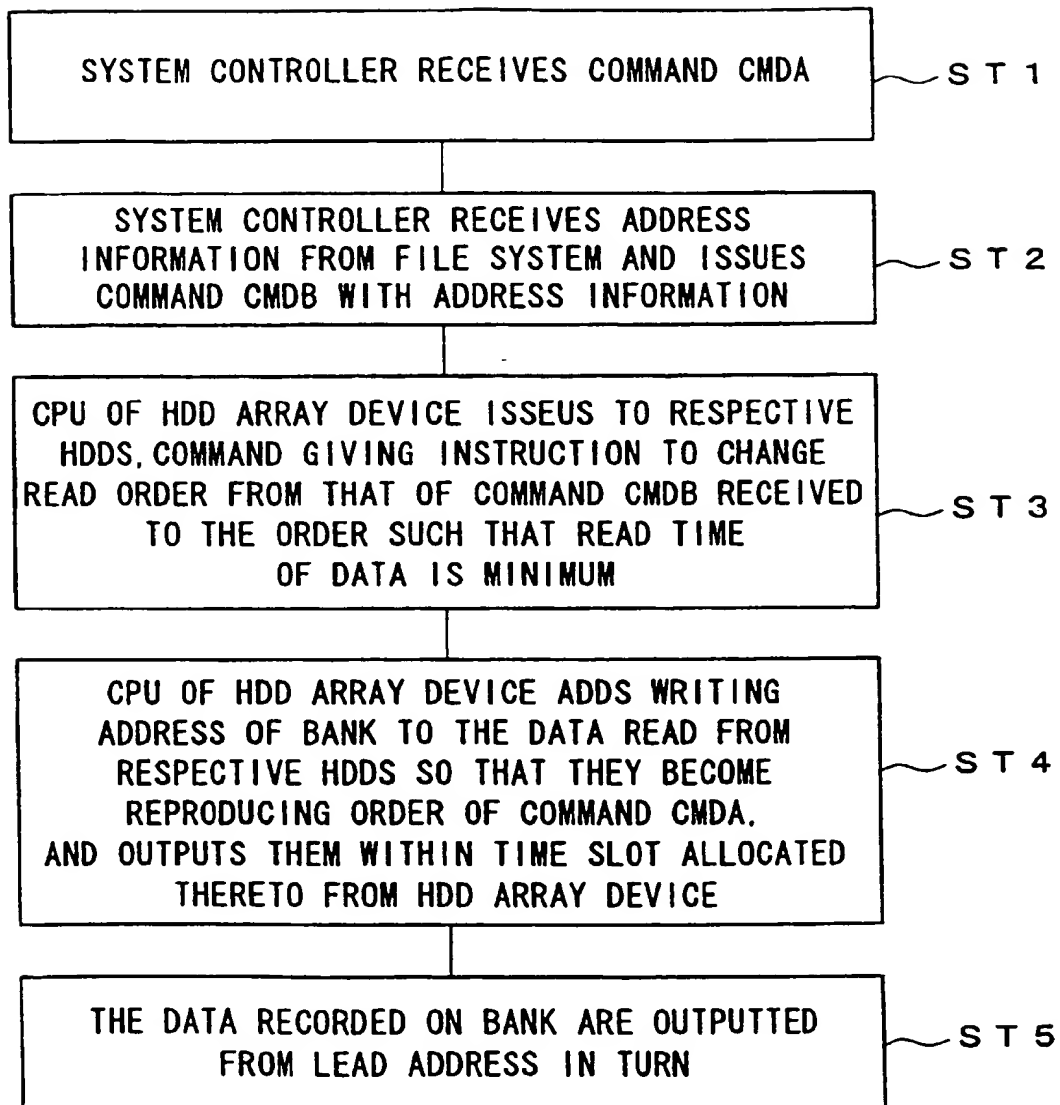 SYSTEM CONTROLLER RECEIVES COMMAND CMDA
ST1
SYSTEM CONTROLLER RECEIVES ADDRESS
INFORMATION FROM FILE SYSTEM AND ISSUES
COMMAND CMDB WITH ADDRESS INFORMATION
ST2
CPU OF HDD ARRAY DEVICE ISSEUS TO RESPECTIVE
HDDS, COMMAND GIVING INSTRUCTION TO CHANGE
READ ORDER FROM THAT OF COMMAND CMDB RECEIVED
TO THE ORDER SUCH THAT READ TIME
OF DATA IS MINIMUM
ST3
CPU OF HDD ARRAY DEVICE ADDS WRITING
ADDRESS OF BANK TO THE DATA READ FROM
RESPECTIVE HDDS SO THAT THEY BECOME
REPRODUCING ORDER OF COMMAND CMDA.
AND OUTPUTS THEM WITHIN TIME SLOT ALLOCATED
THERETO FROM HDD ARRAY DEVICE
ST4
THE DATA RECORDED ON BANK ARE OUTPUTTED
FROM LEAD ADDRESS IN TURN
ST5